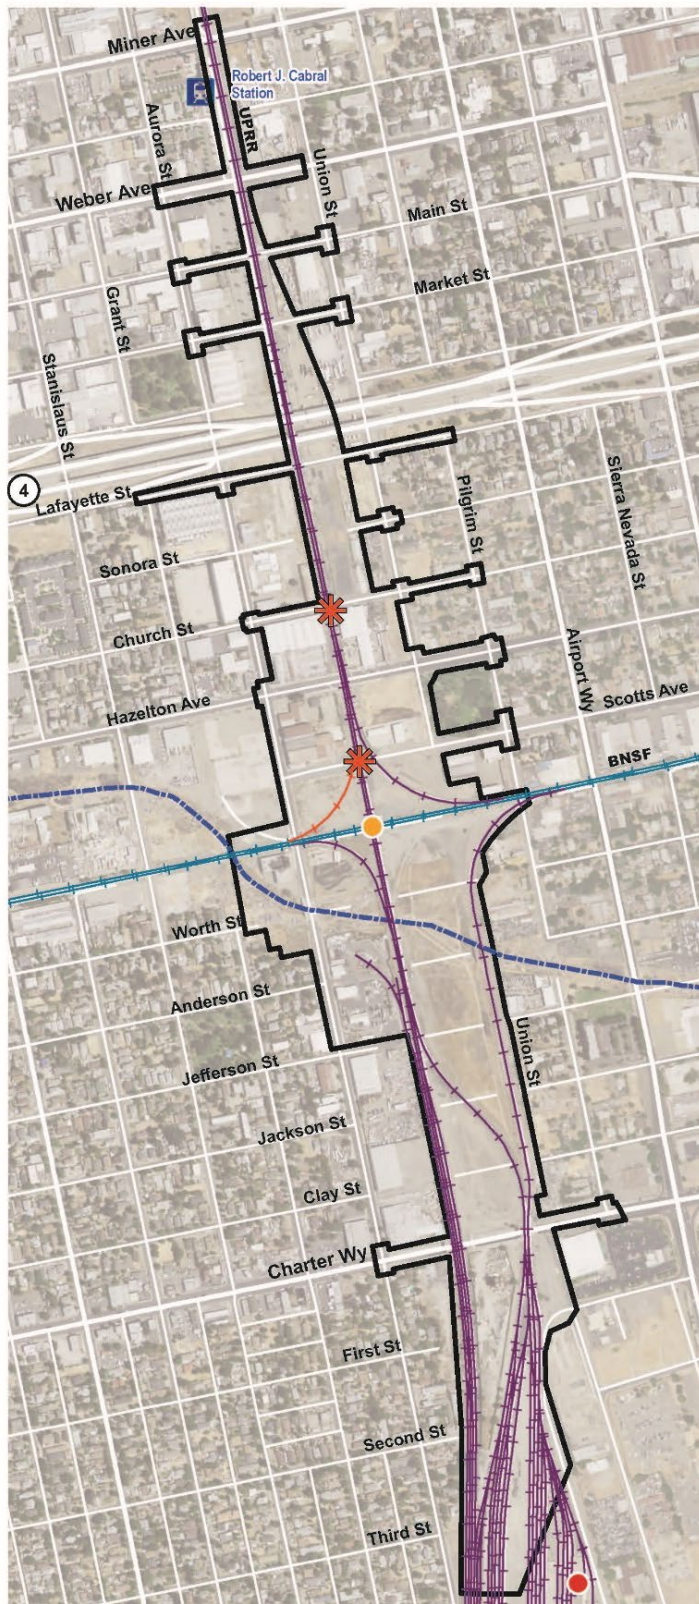 Miner Ave
Robert J. Cabral
Station
Aurora St
UPRR
Union St
Weber Ave
Main St
Market St
Grant St
Stanislaus St
4
Lafayette St
Pilgrim St
Sierra Nevada St
Sonora St
Church St
Airport Wy
Hazelton Ave
Scotts Ave
BNSF
Worth St
Anderson St
Union St
Jefferson St
Jackson St
Clay St
Charter Wy
First St
Second St
Third St